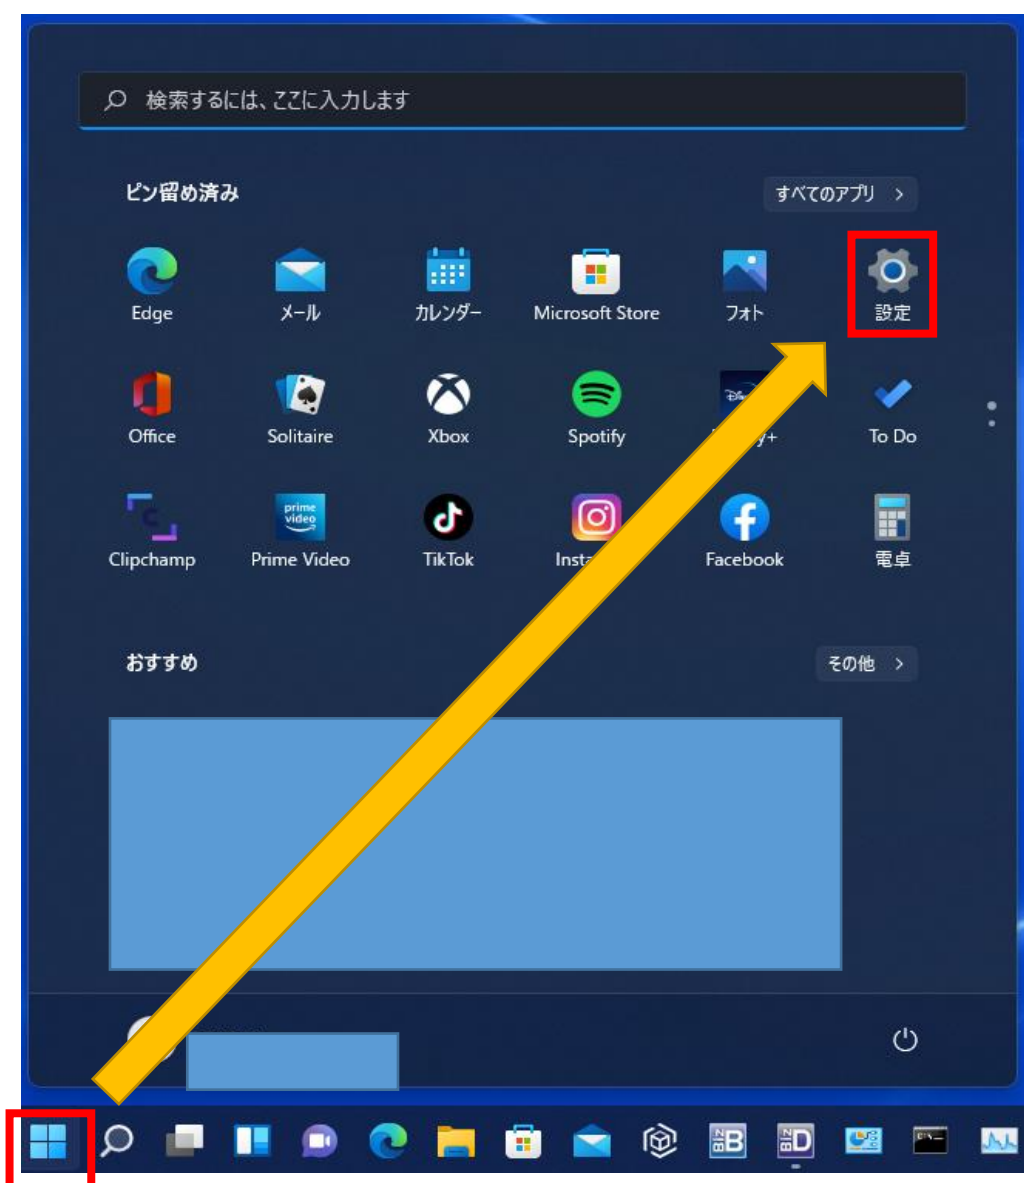 検索するには、ここに入力します
ピン留め済み
すべてのアプリ >
Edge
メール
カレンダー
Microsoft Store
フォト
設定
Office
Solitaire
Xbox
Spotify
y+
To Do
prime
video
Clipchamp
Prime Video
TikTok
Insta
Facebook
電卓
おすすめ
その他 >